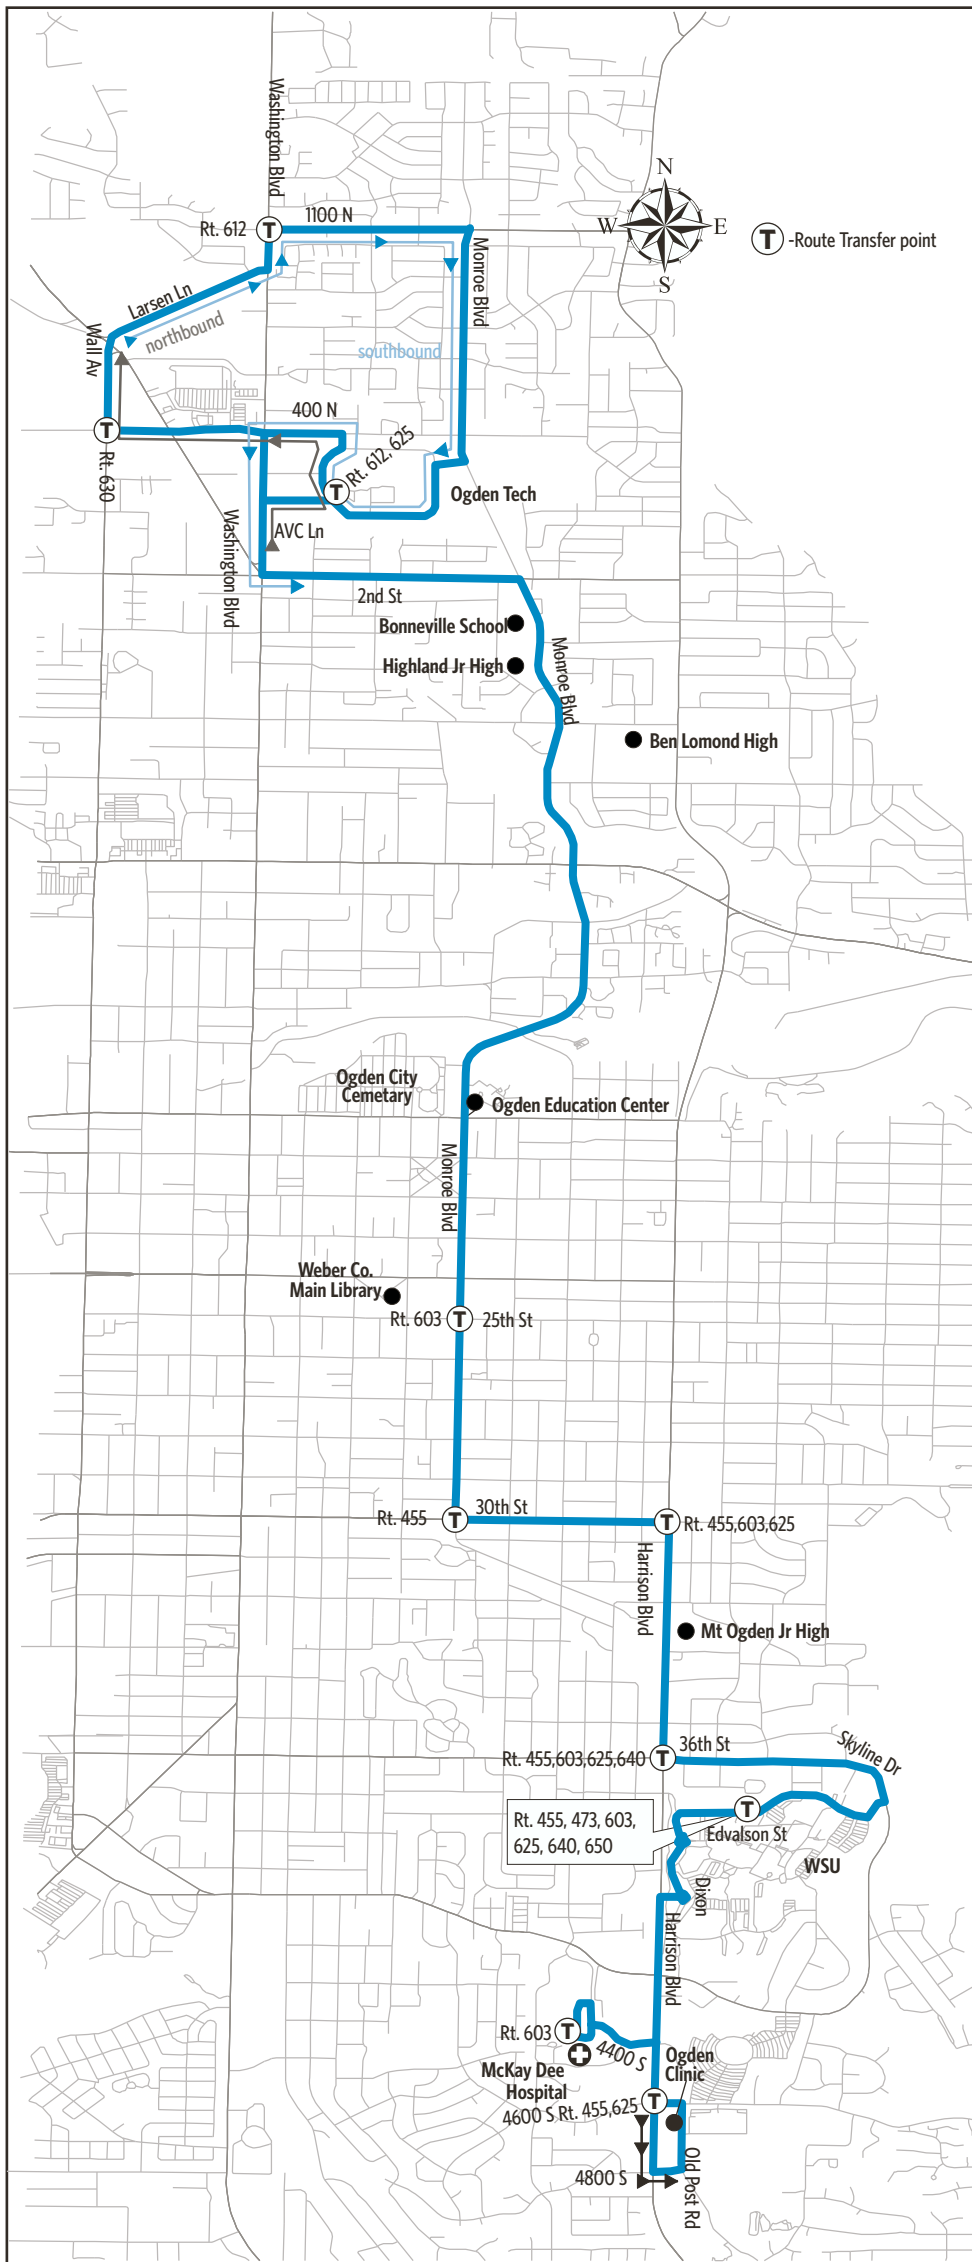 Washington Blvd
N
W
E
S
T
-Route Transfer point
Rt. 612
T
1100 N
Monroe Blvd
Larsen Ln
northbound
Wall Av
southbound
400 N
T
Rt. 630
Rt. 612, 625
T
Ogden Tech
AVC Ln
Washington Blvd
2nd St
Bonneville School
Highland Jr High
Monroe Blvd
Ben Lomond High
Ogden City
Cemetary
Ogden Education Center
Monroe Blvd
Weber Co.
Main Library
Rt. 603
T
25th St
Rt. 455
T
30th St
T
Rt. 455,603,625
Harrison Blvd
Mt Ogden Jr High
Rt. 455,603,625,640
T
36th St
Skyline Dr
Rt. 455, 473, 603,
625, 640, 650
T
Edvalson St
WSU
Dixon
Harrison Blvd
Rt. 603
T
4400 S
McKay Dee
Hospital
Ogden
Clinic
4600 S
Rt. 455,625
T
4800 S
Old Post Rd